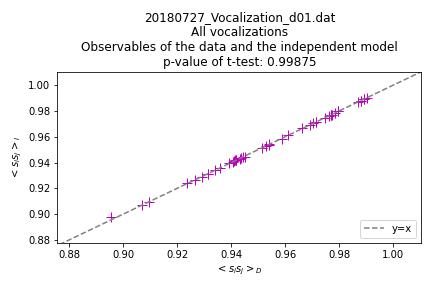 20180727_Vocalization_d01.dat
All vocalizations
Observables of the data and the independent model
p-value of t-test: 0.99875
1.00
0.98
0.96
0.94
0.92
0.90
0.88
< s_i s_j >_I
y=x
0.88 0.90 0.92 0.94 0.96 0.98 1.00
< s_i s_j >_D